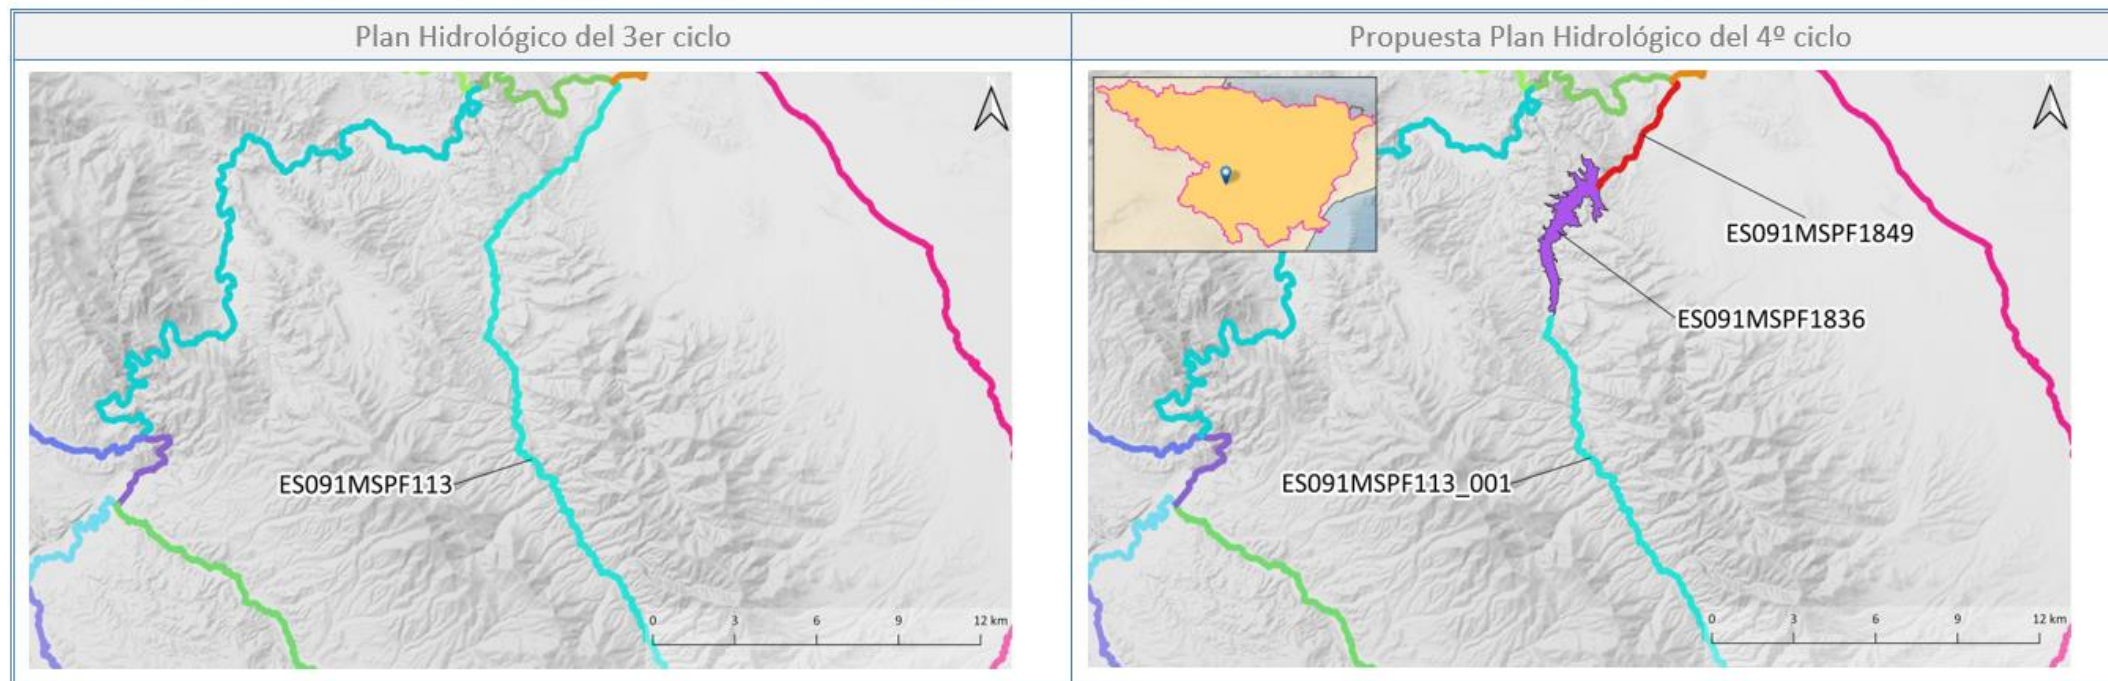 Plan Hidrológico del 3er ciclo
Propuesta Plan Hidrológico del 4º ciclo
ES091MSPF113
0 3 6 9 12 km
ES091MSPF1849
ES091MSPF1836
ES091MSPF113_001
0 3 6 9 12 km